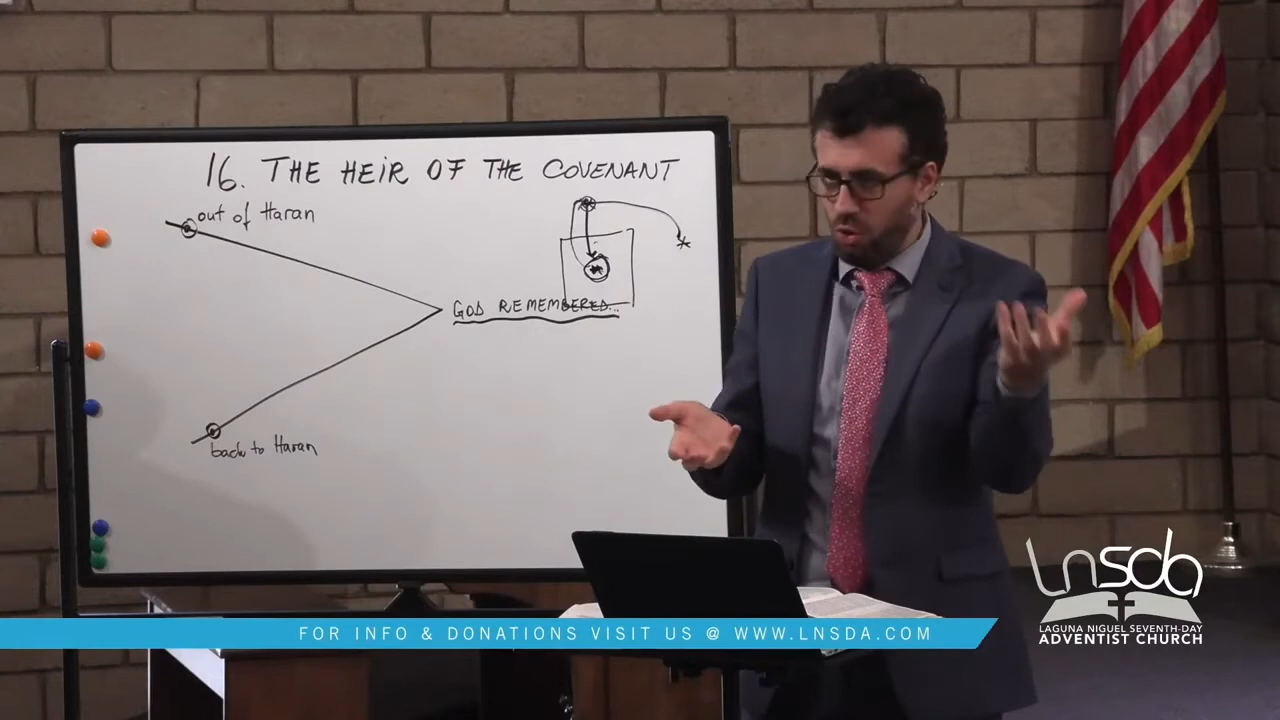 16. THE HEIR OF THE COVENANT
out of Haran
GOD REMEMBERED...
back to Haran
LNSDA
LAGUNA NIGUEL SEVENTH-DAY
ADVENTIST CHURCH
FOR INFO & DONATIONS VISIT US @ WWW.LNSDA.COM